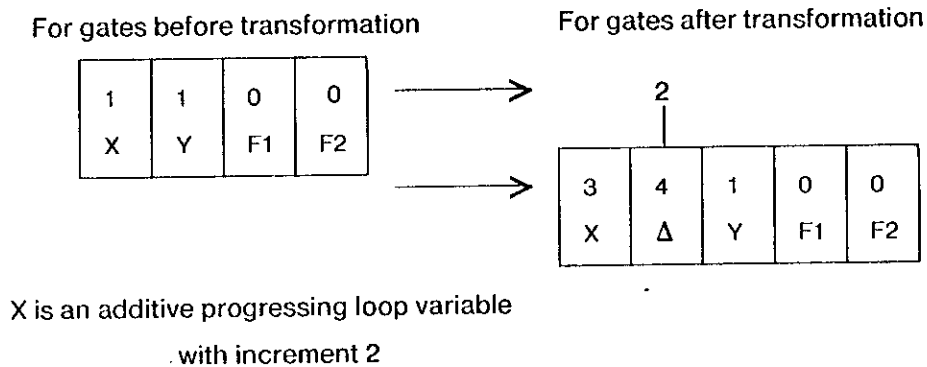 For gates before transformation
For gates after transformation
1 1 0 0
X Y F1 F2
2
3 4 1 0 0
X Δ Y F1 F2
X is an additive progressing loop variable
with increment 2